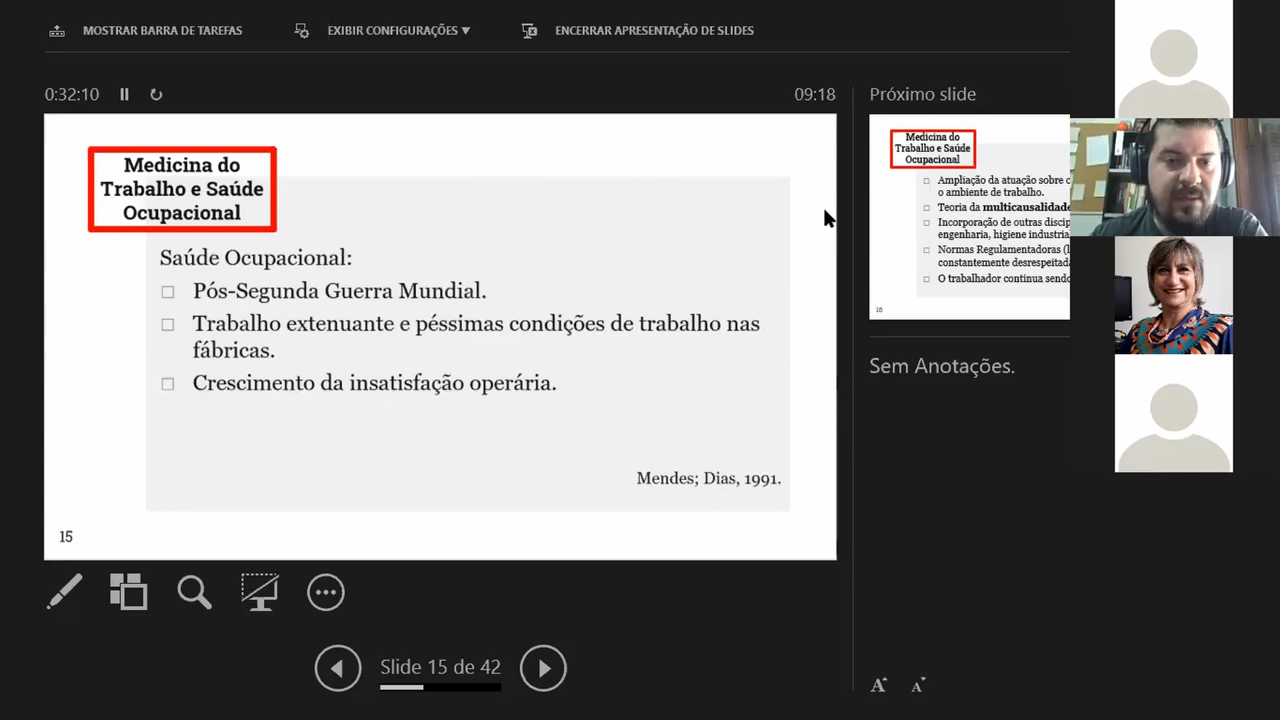 MOSTRAR BARRA DE TAREFAS
EXIBIR CONFIGURAÇÕES ▼
ENCERRAR APRESENTAÇÃO DE SLIDES
0:32:10
09:18
Medicina do
Trabalho e Saúde
Ocupacional
Saúde Ocupacional:
Pós-Segunda Guerra Mundial.
Trabalho extenuante e péssimas condições de trabalho nas
fábricas.
Crescimento da insatisfação operária.
Mendes; Dias, 1991.
15
Slide 15 de 42
Próximo slide
Medicina do
Trabalho e Saúde
Ocupacional
Ampliação da atuação sobre
o ambiente de trabalho.
Teoria da multicausalidade
Incorporação de outras
engenharia, higiene
Normas Regulamentadoras
constantemente
O trabalhador continua
16
Sem Anotações.
A A